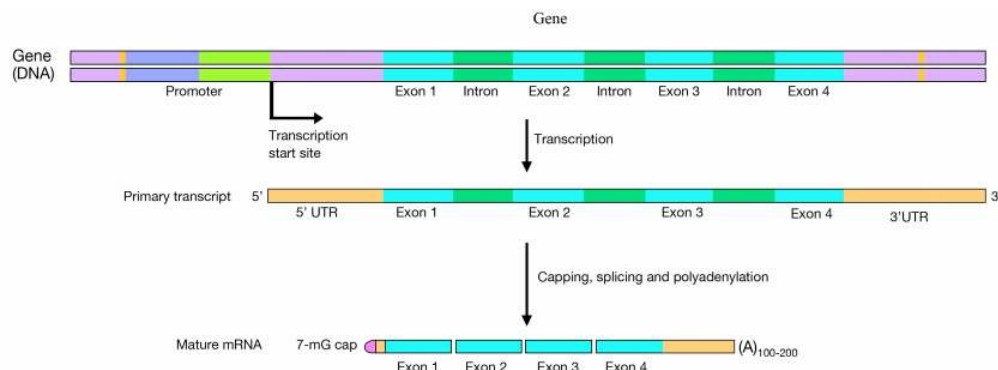 Gene
Gene
(DNA)
Promoter
Exon 1 Intron Exon 2 Intron Exon 3 Intron Exon 4
Transcription
start site
Transcription
Primary transcript 5' 3'
5' UTR Exon 1 Exon 2 Exon 3 Exon 4 3'UTR
Capping, splicing and polyadenylation
Mature mRNA 7-mG cap (A)100-200
Exon 1 Exon 2 Exon 3 Exon 4